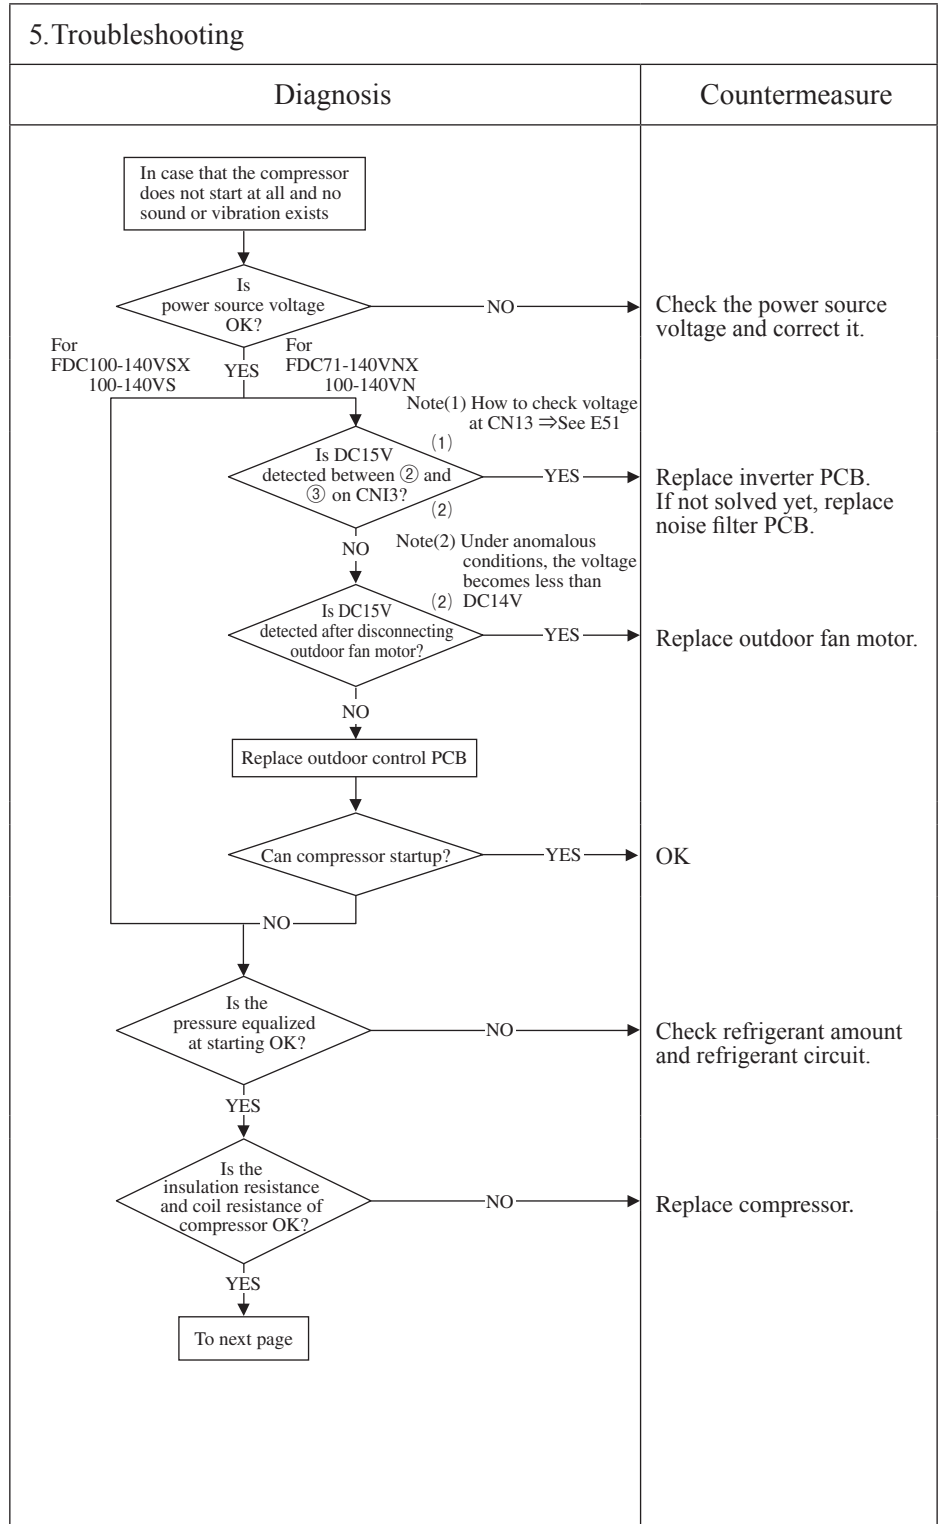 5.Troubleshooting
Diagnosis
Countermeasure
In case that the compressor
does not start at all and no
sound or vibration exists
Is
power source voltage
OK?
NO
Check the power source
voltage and correct it.
For
FDC100-140VSX
100-140VS
YES
For
FDC71-140VNX
100-140VN
Note(1) How to check voltage
at CN13 ⇒See E51
(1)
Is DC15V
detected between ② and
③ on CNI3?
(2)
YES
Replace inverter PCB.
If not solved yet, replace
noise filter PCB.
NO
Note(2) Under anomalous
conditions, the voltage
becomes less than
DC14V
(2)
Is DC15V
detected after disconnecting
outdoor fan motor?
YES
Replace outdoor fan motor.
NO
Replace outdoor control PCB
Can compressor startup?
YES
OK
NO
Is the
pressure equalized
at starting OK?
NO
Check refrigerant amount
and refrigerant circuit.
YES
Is the
insulation resistance
and coil resistance of
compressor OK?
NO
Replace compressor.
YES
To next page